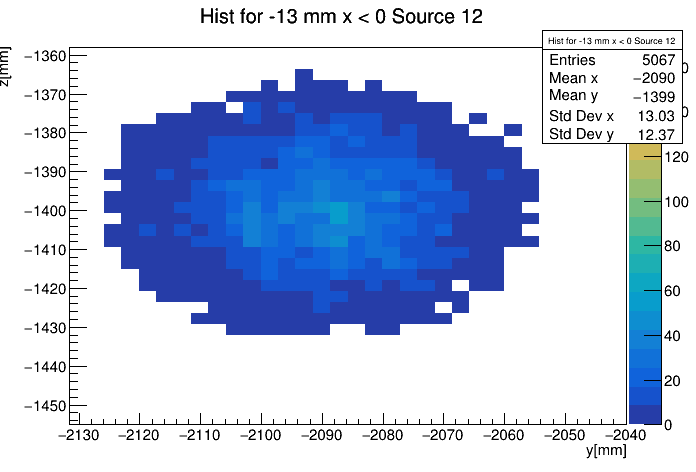 Hist for -13 mm x < 0 Source 12
Hist for -13 mm x < 0 Source 12
Entries 5067
Mean x −2090
Mean y −1399
Std Dev x 13.03
Std Dev y 12.37
z[mm]
−1360
−1370
−1380
−1390
−1400
−1410
−1420
−1430
−1440
−1450
−2130 −2120 −2110 −2100 −2090 −2080 −2070 −2060 −2050 −2040
y[mm]
120
100
80
60
40
20
0